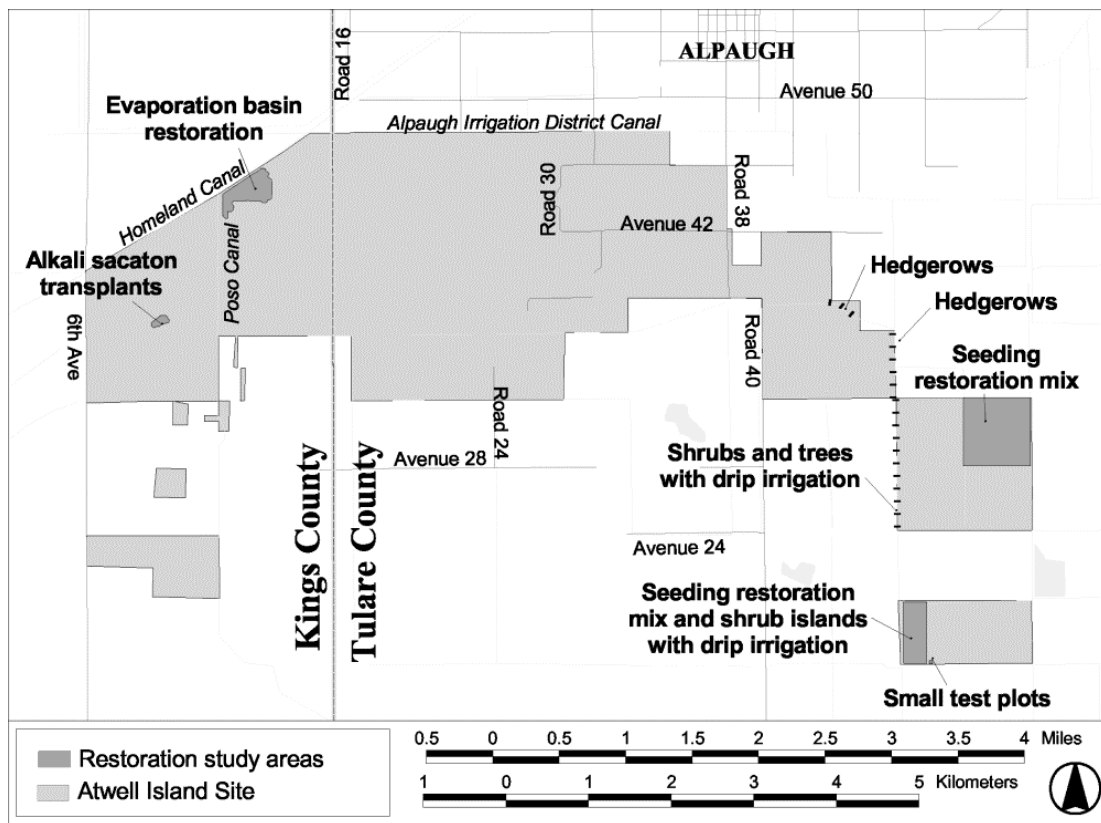 ALPAUGH
Road 16
Avenue 50
Evaporation basin
restoration
Alpaugh Irrigation District Canal
Homeland Canal
Road 30
Road 38
Avenue 42
Poso Canal
Alkali sacaton
transplants
Hedgerows
Hedgerows
6th Ave
Road 40
Seeding
restoration mix
Road 24
Avenue 28
Shrubs and trees
with drip irrigation
Kings County
Tulare County
Avenue 24
Seeding restoration
mix and shrub islands
with drip irrigation
Small test plots
Restoration study areas
Atwell Island Site
0.5 0 0.5 1 1.5 2 2.5 3 3.5 4 Miles
1 0 1 2 3 4 5 Kilometers